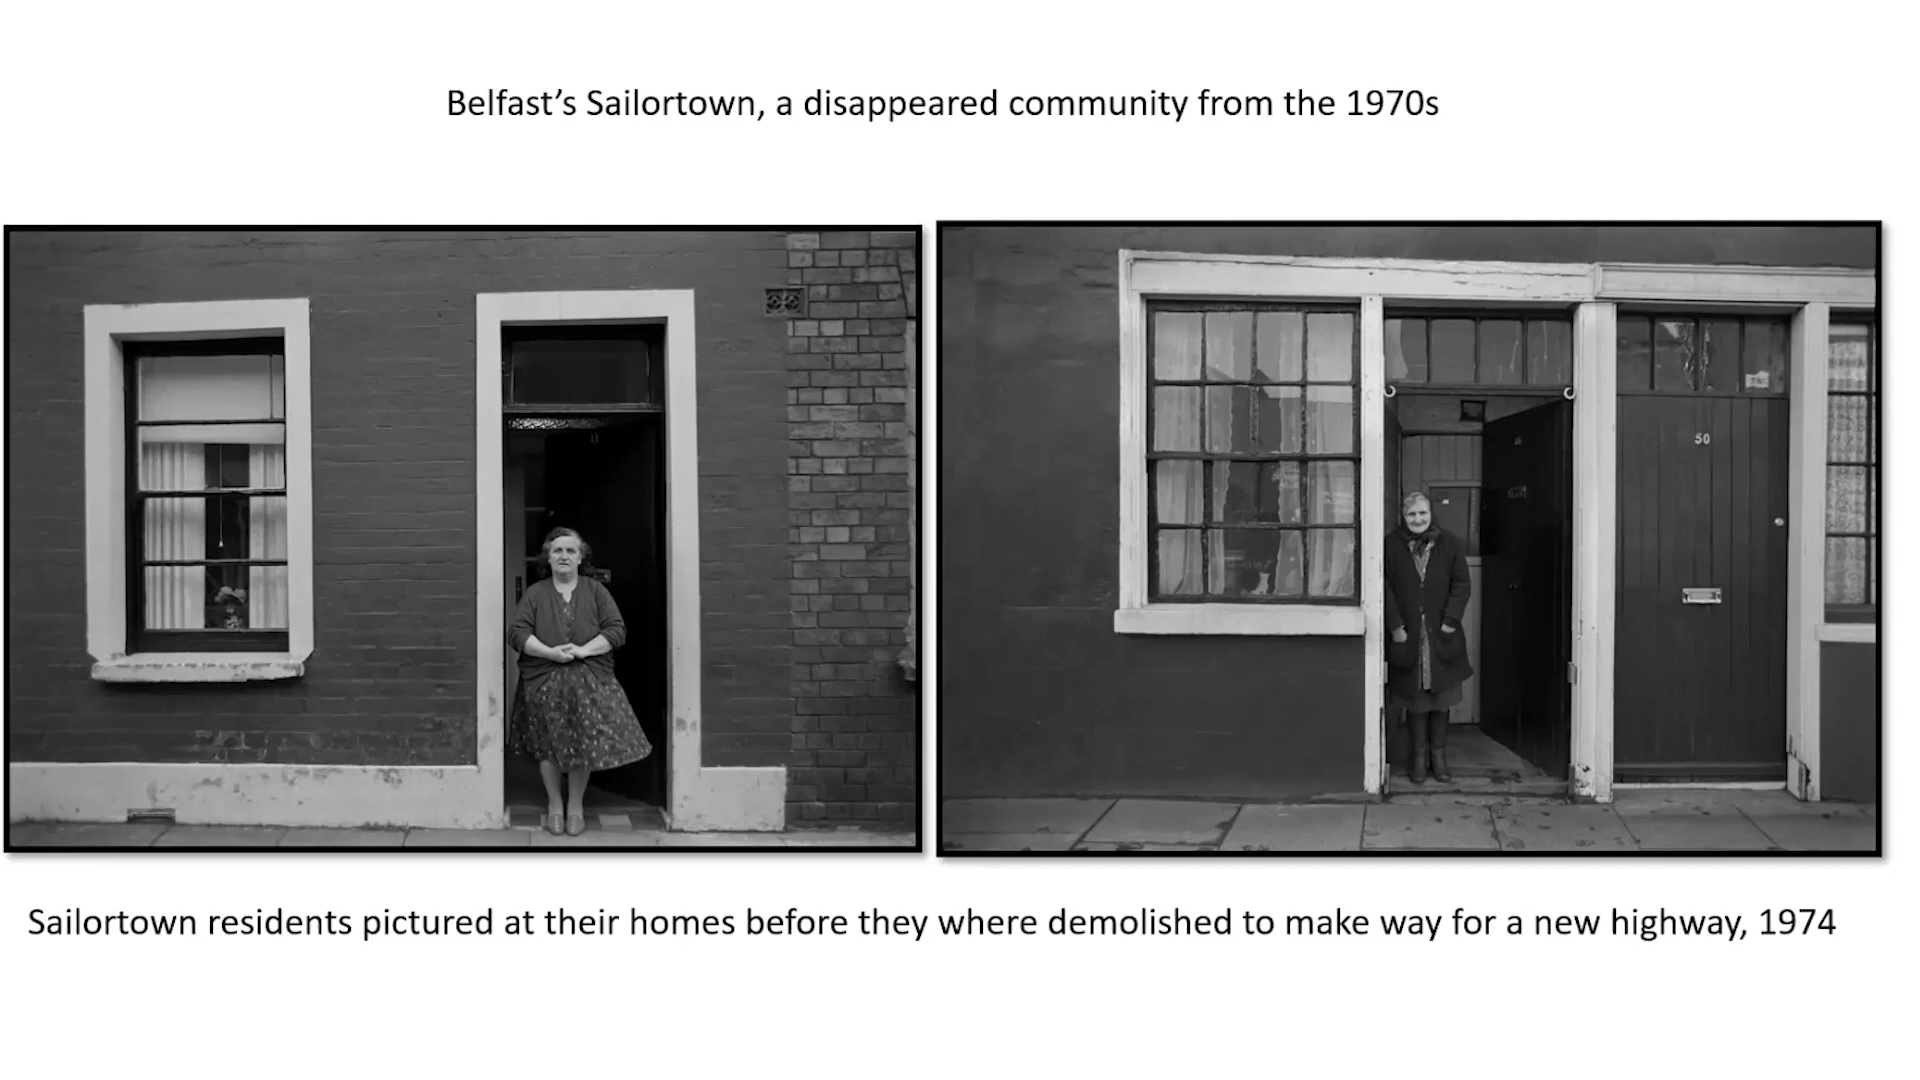 Belfast’s Sailortown, a disappeared community from the 1970s
50
Sailortown residents pictured at their homes before they where demolished to make way for a new highway, 1974